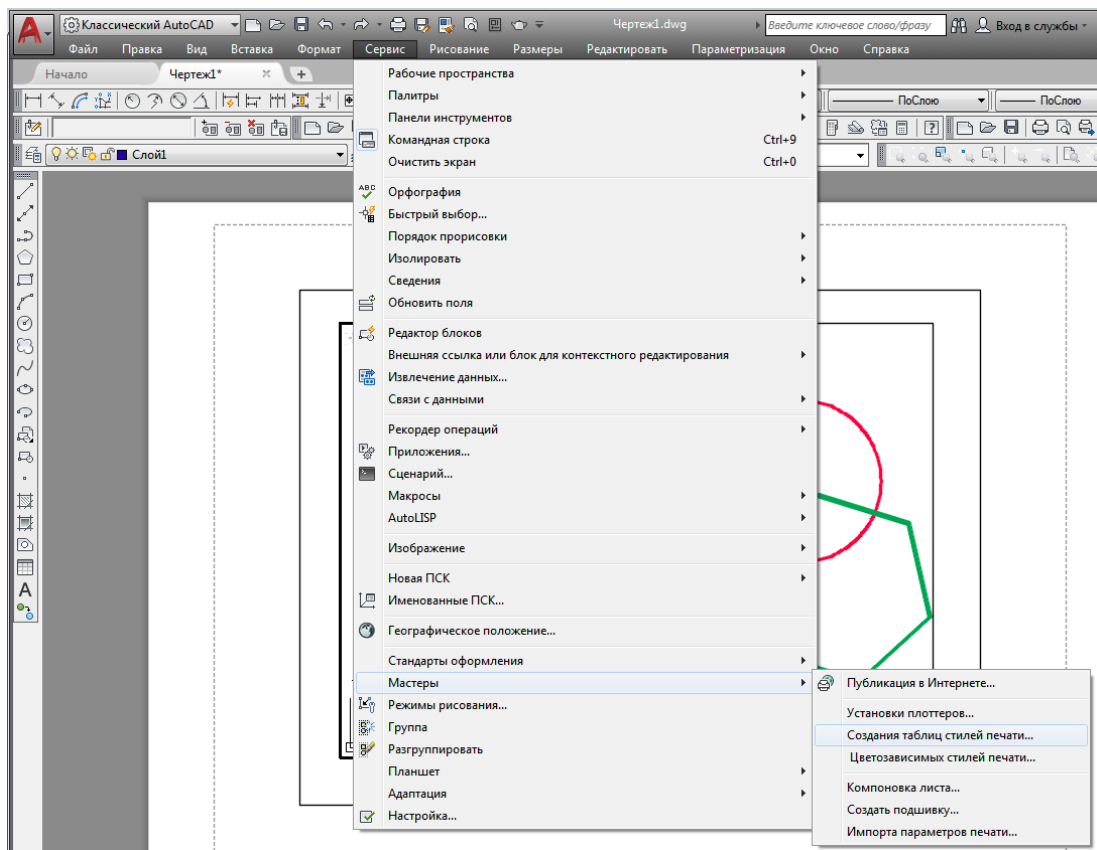 Классический AutoCAD Чертеж1.dwg Введите ключевое слово/фразу Вход в службы
Файл Правка Вид Вставка Формат Сервис Рисование Размеры Редактировать Параметризация Окно Справка
Начало Чертеж1*
ПоСлою ПоСлою
Слой1
Рабочие пространства
Палитры
Панели инструментов
Командная строка Ctrl+9
Очистить экран Ctrl+0
Орфография
Быстрый выбор...
Порядок прорисовки
Изолировать
Сведения
Обновить поля
Редактор блоков
Внешняя ссылка или блок для контекстного редактирования
Извлечение данных...
Связи с данными
Рекордер операций
Приложения...
Сценарий...
Макросы
AutoLISP
Изображение
Новая ПСК
Именованные ПСК...
Географическое положение...
Стандарты оформления
Мастеры
Режимы рисования...
Группа
Разгруппировать
Планшет
Адаптация
Настройка...
Публикация в Интернете...
Установки плоттеров...
Создания таблиц стилей печати...
Цветозависимых стилей печати...
Компоновка листа...
Создать подшивку...
Импорта параметров печати...